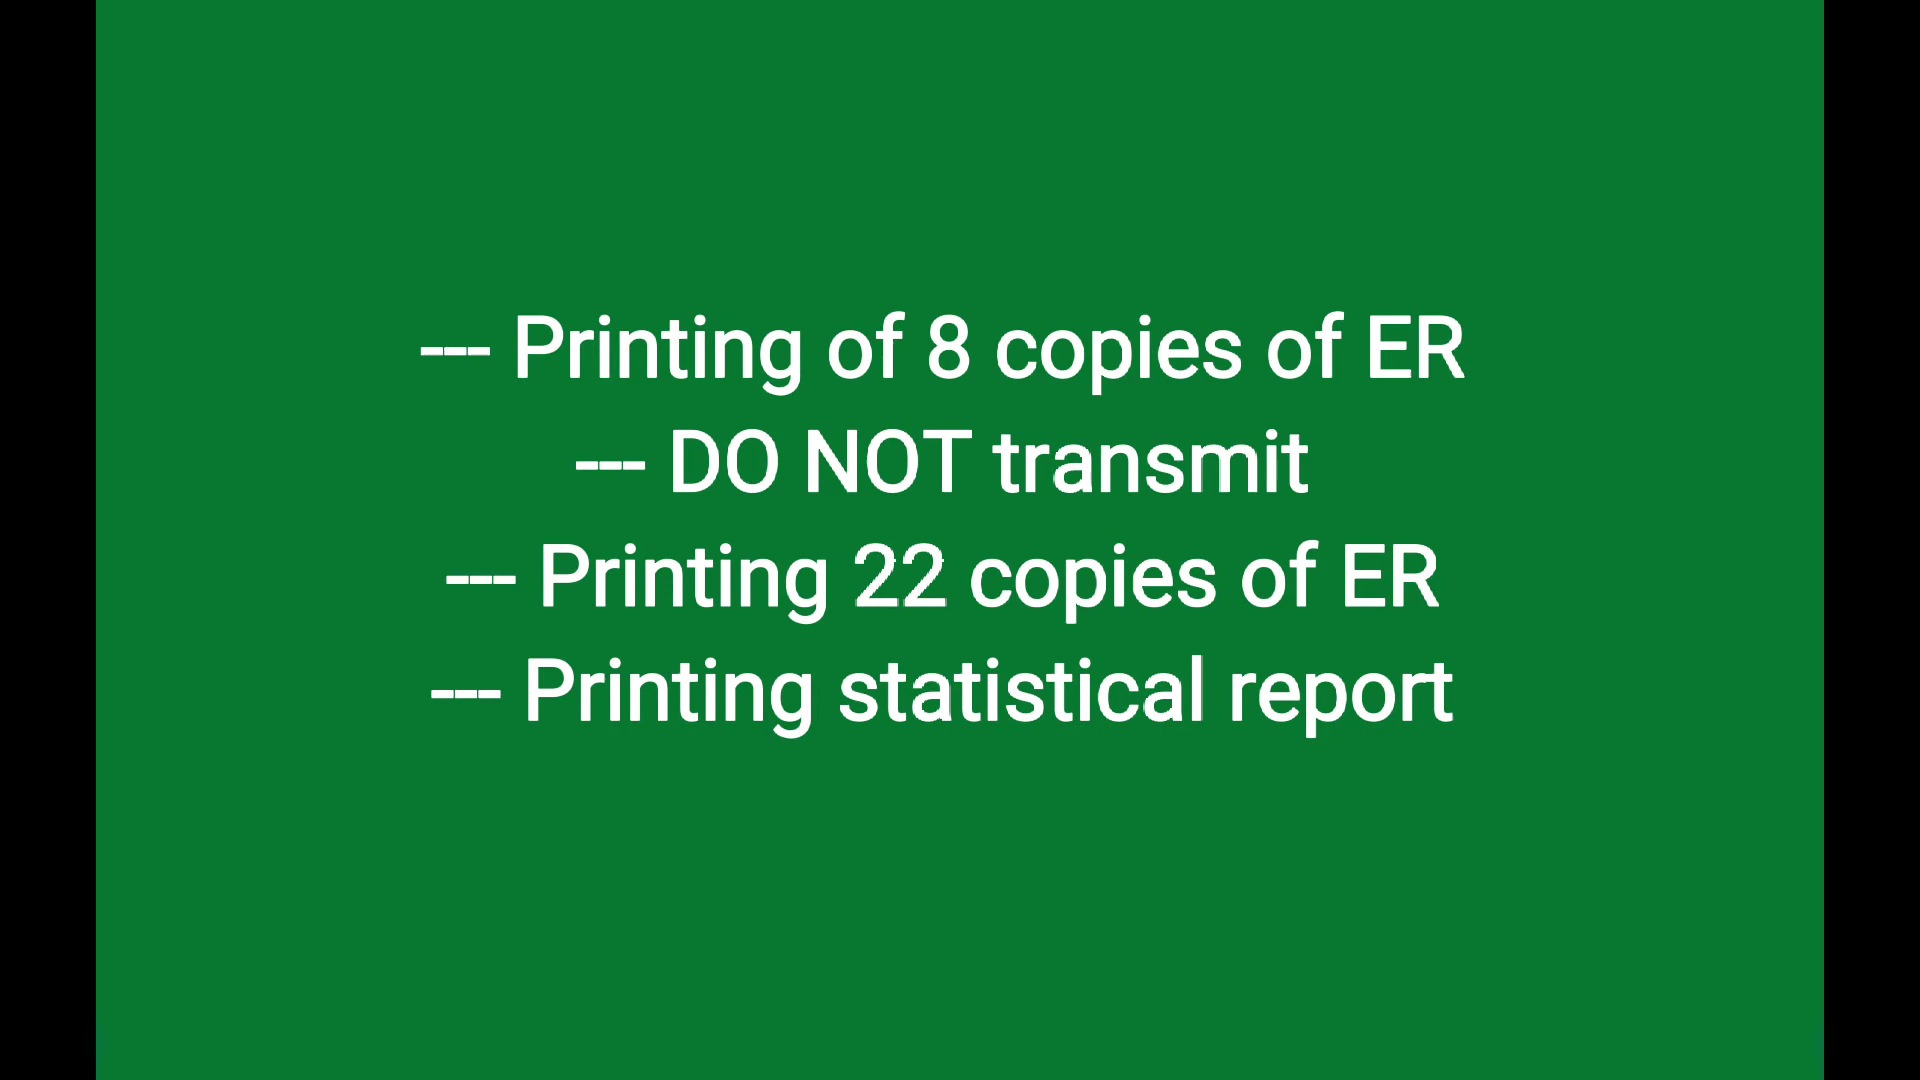 --- Printing of 8 copies of ER
--- DO NOT transmit
--- Printing 22 copies of ER
--- Printing statistical report